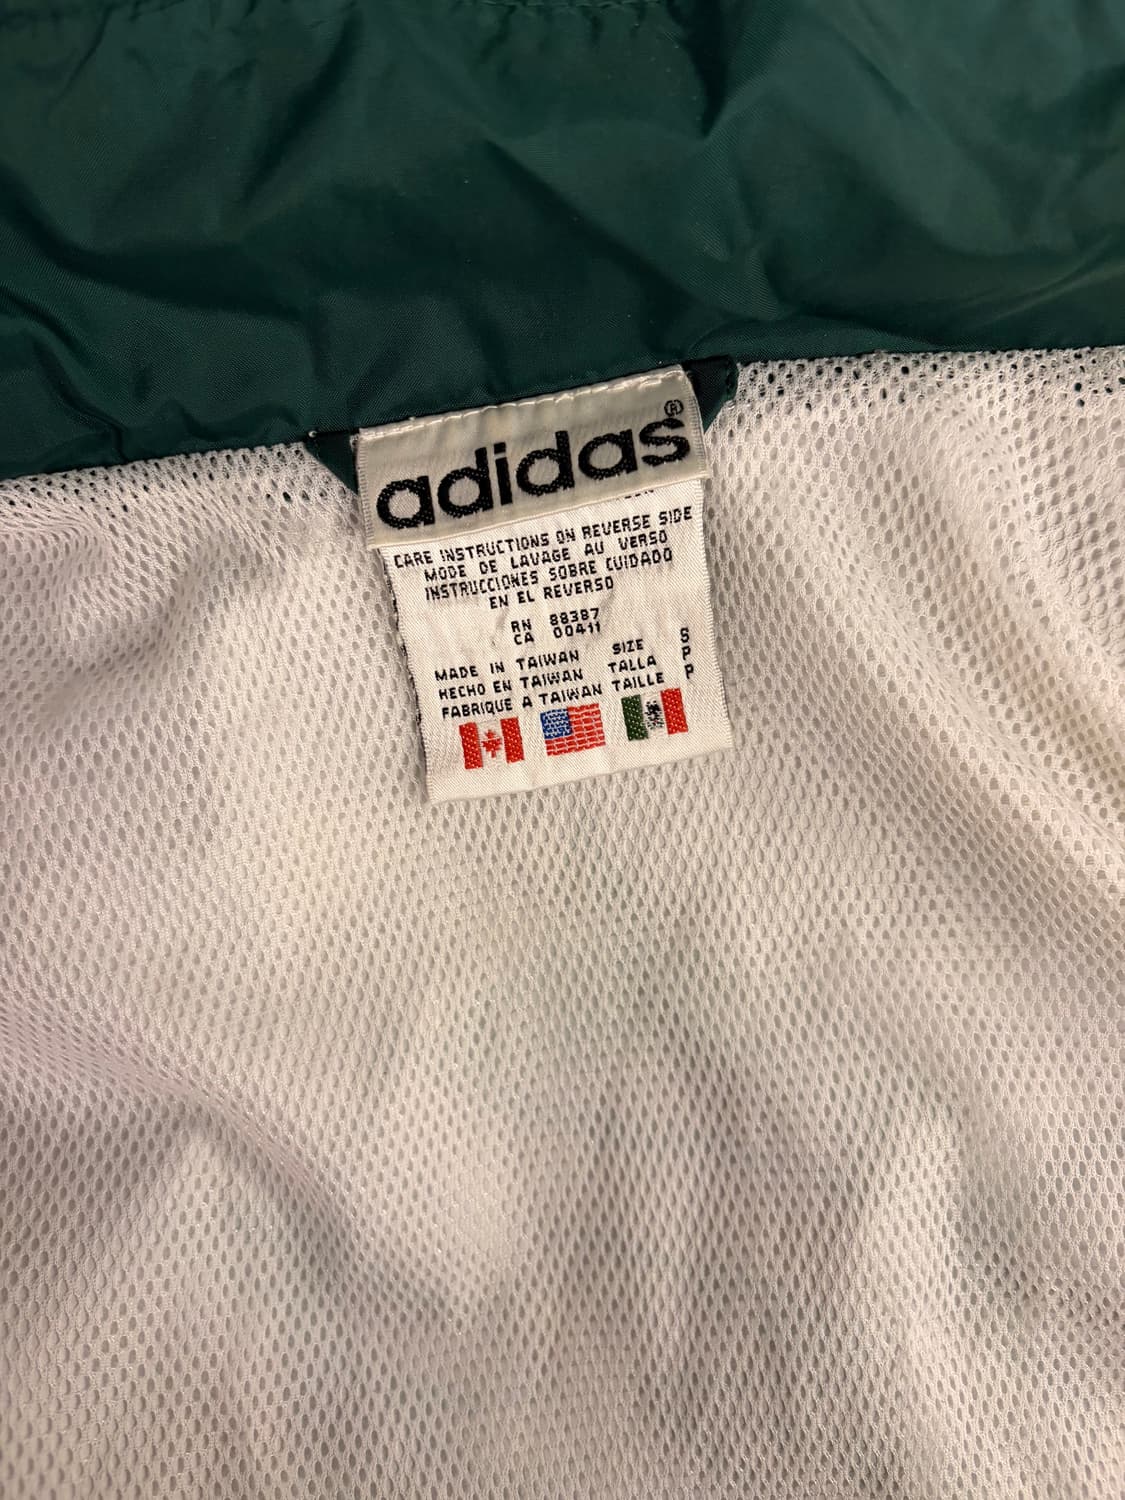 adidas®
CARE INSTRUCTIONS ON REVERSE SIDE
MODE DE LAVAGE AU VERSO
INSTRUCCIONES SOBRE CUIDADO
EN EL REVERSO
RN 88387
CA 00411
MADE IN TAIWAN SIZE S
HECHO EN TAIWAN TALLA P
FABRIQUE A TAIWAN TAILLE P